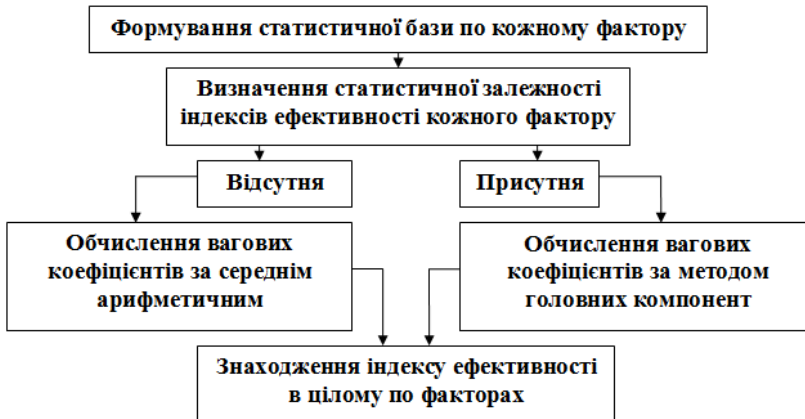 Формування статистичної бази по кожному фактору
Визначення статистичної залежності
індексів ефективності кожного фактору
Відсутня
Присутня
Обчислення вагових
коефіцієнтів за середнім
арифметичним
Обчислення вагових
коефіцієнтів за методом
головних компонент
Знаходження індексу ефективності
в цілому по факторах